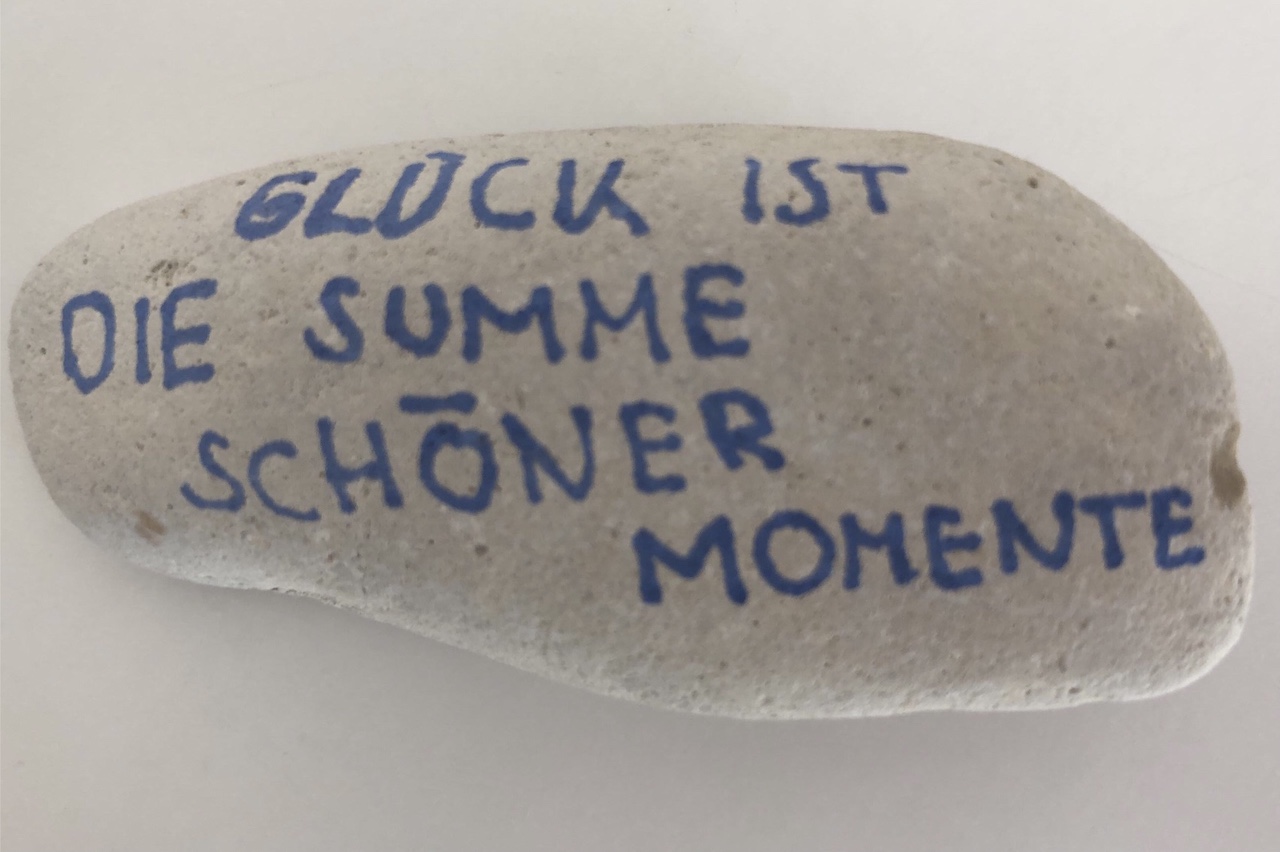 GLÜCK IST
DIE SUMME
SCHÖNER
MOMENTE